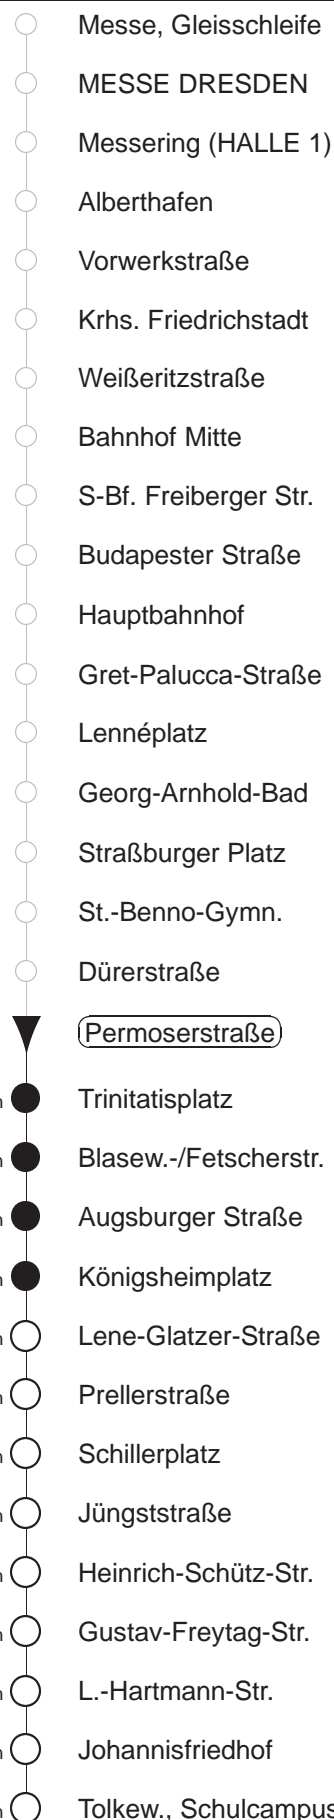 Messe, Gleisschleife
MESSE DRESDEN
Messering (HALLE 1)
Alberthafen
Vorwerkstraße
Krhs. Friedrichstadt
Weißeritzstraße
Bahnhof Mitte
S-Bf. Freiberger Str.
Budapester Straße
Hauptbahnhof
Gret-Palucca-Straße
Lennéplatz
Georg-Arnhold-Bad
Straßburger Platz
St.-Benno-Gymn.
Dürerstraße
Permoserstraße
Trinitatisplatz
Blasew.-/Fetscherstr.
Augsburger Straße
Königsheimplatz
Lene-Glatzer-Straße
Prellerstraße
Schillerplatz
Jüngststraße
Heinrich-Schütz-Str.
Gustav-Freytag-Str.
L.-Hartmann-Str.
Johannisfriedhof
Tolkew., Schulcampus